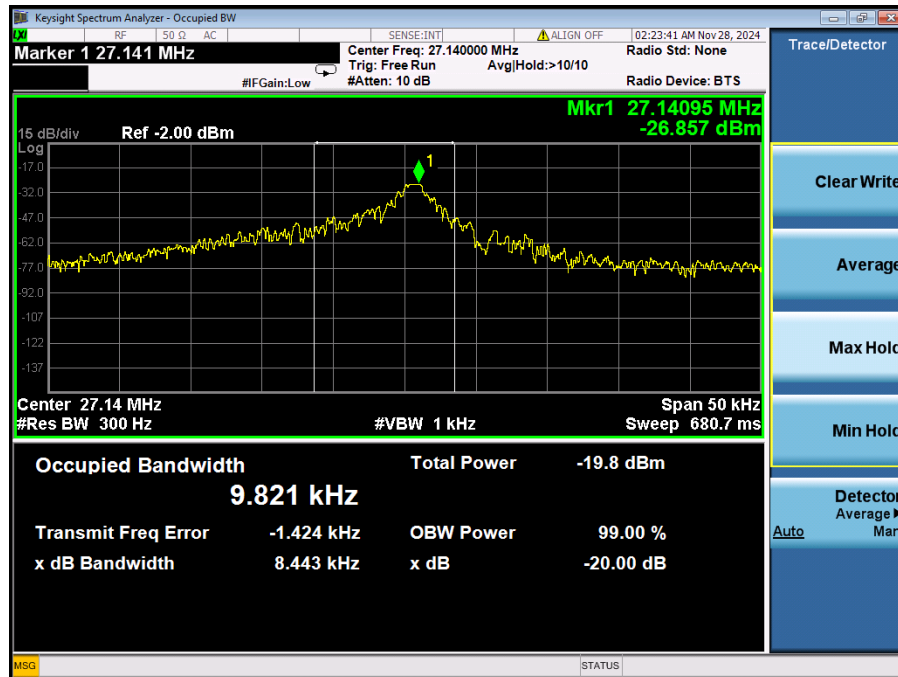 Keysight Spectrum Analyzer - Occupied BW
LXI RF 50 Ω AC SENSE:INT ALIGN OFF 02:23:41 AM Nov 28, 2024
Marker 1 27.141 MHz
Center Freq: 27.140000 MHz Radio Std: None
Trig: Free Run Avg|Hold:>10/10
#IFGain:Low #Atten: 10 dB Radio Device: BTS
Mkr1 27.14095 MHz
-26.857 dBm
15 dB/div Ref -2.00 dBm
Log
1
-17.0
-32.0
-47.0
-62.0
-77.0
-92.0
-107
-122
-137
Center 27.14 MHz Span 50 kHz
#Res BW 300 Hz #VBW 1 kHz Sweep 680.7 ms
Occupied Bandwidth Total Power -19.8 dBm
9.821 kHz
Transmit Freq Error -1.424 kHz OBW Power 99.00 %
x dB Bandwidth 8.443 kHz x dB -20.00 dB
MSG STATUS
Trace/Detector
Clear Write
Average
Max Hold
Min Hold
Detector
Average
Auto Man